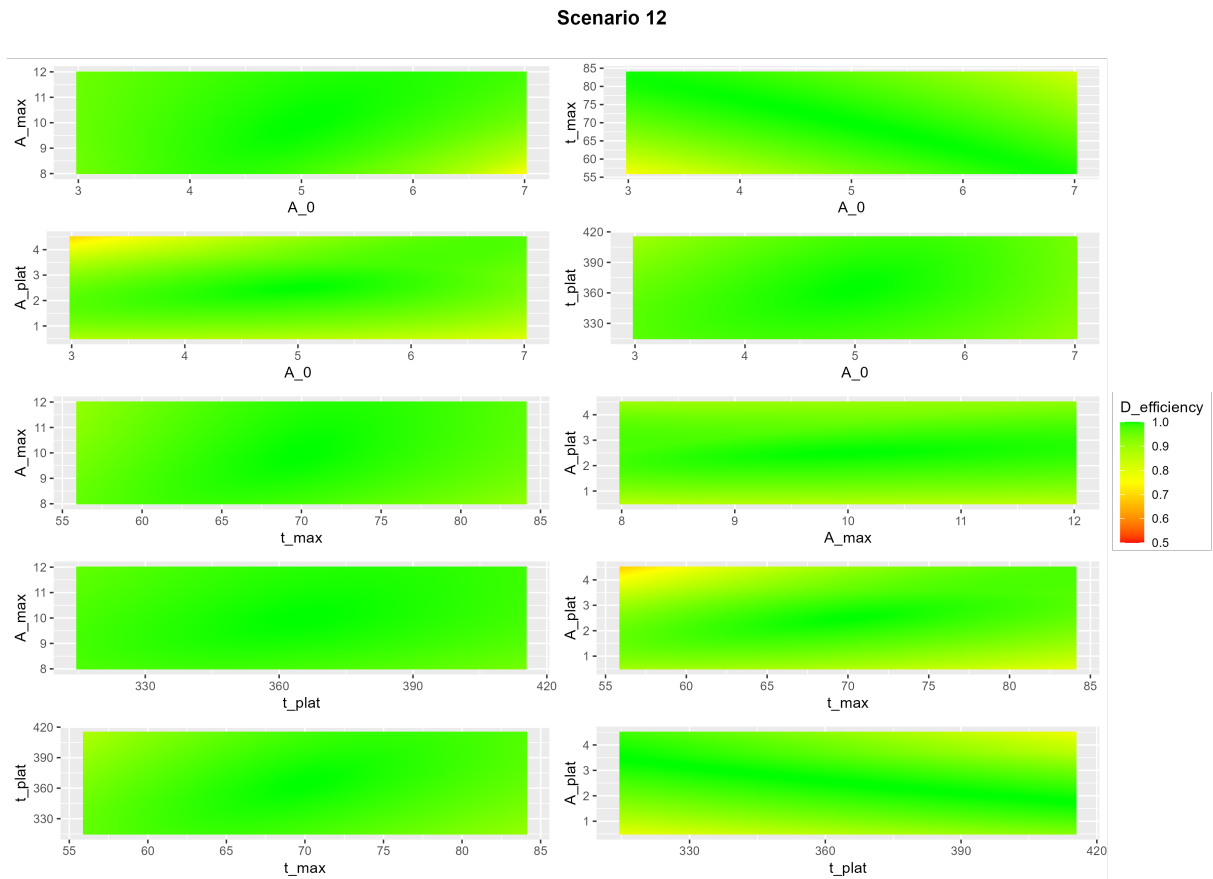 Scenario 12
A_max
12
11
10
9
8
3 4 5 6 7
A_0
t_max
85
80
75
70
65
60
55
3 4 5 6 7
A_0
A_plat
4
3
2
1
3 4 5 6 7
A_0
t_plat
420
390
360
330
3 4 5 6 7
A_0
A_max
12
11
10
9
8
55 60 65 70 75 80 85
t_max
A_plat
4
3
2
1
8 9 10 11 12
A_max
D_efficiency
1.0
0.9
0.8
0.7
0.6
0.5
A_max
12
11
10
9
8
330 360 390 420
t_plat
A_plat
4
3
2
1
55 60 65 70 75 80 85
t_max
t_plat
420
390
360
330
55 60 65 70 75 80 85
t_max
A_plat
4
3
2
1
330 360 390 420
t_plat